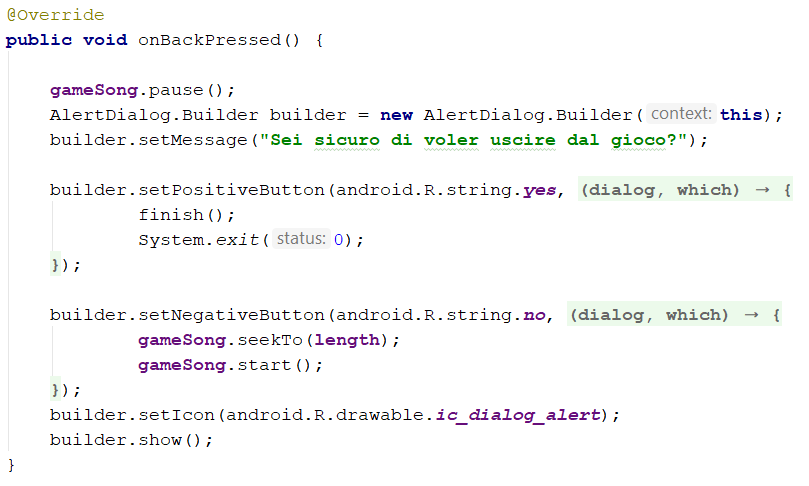 @Override
public void onBackPressed() {
gameSong.pause();
AlertDialog.Builder builder = new AlertDialog.Builder( context: this);
builder.setMessage("Sei sicuro di voler uscire dal gioco?");
builder.setPositiveButton(android.R.string.yes, (dialog, which) → {
finish();
System.exit( status: 0);
});
builder.setNegativeButton(android.R.string.no, (dialog, which) → {
gameSong.seekTo(length);
gameSong.start();
});
builder.setIcon(android.R.drawable.ic_dialog_alert);
builder.show();
}